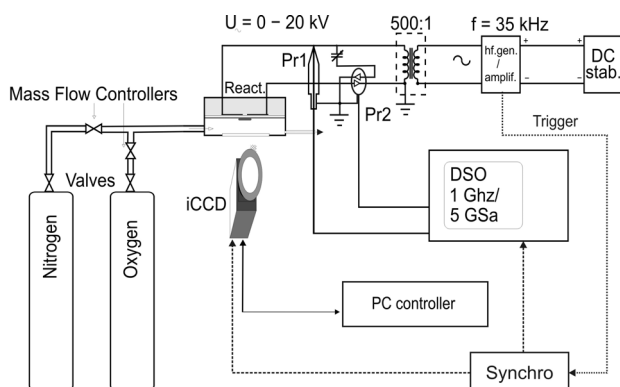 U = 0 – 20 kV
500:1
f = 35 kHz
Pr1
hf.gen.
/
amplif.
+
+
DC
stab.
–
–
React.
Pr2
Mass Flow Controllers
Trigger
Valves
DSO
1 Ghz/
5 GSa
iCCD
Nitrogen
Oxygen
PC controller
Synchro